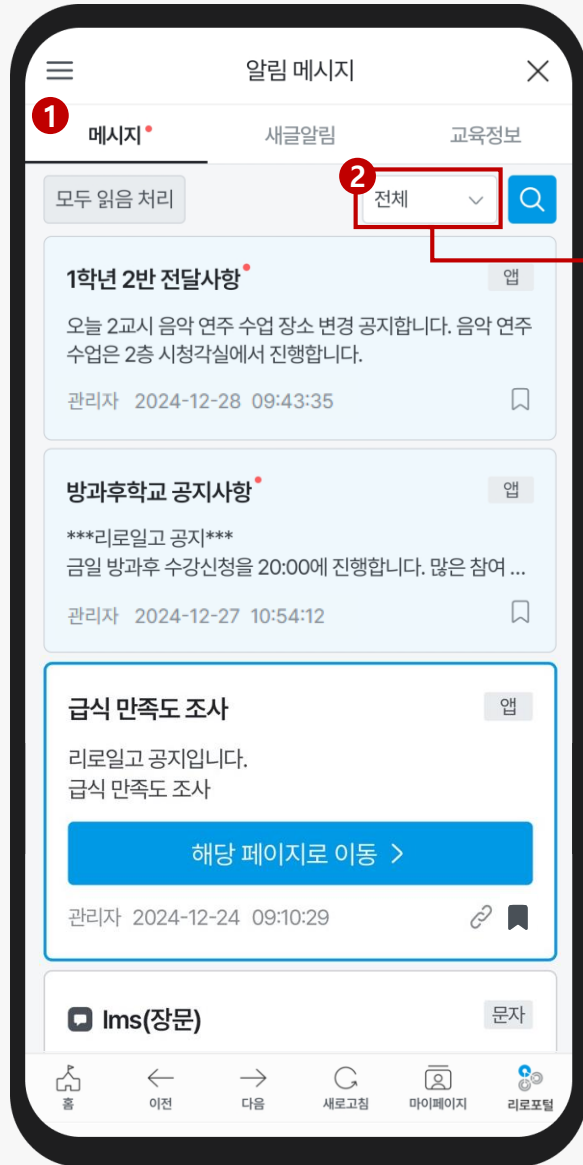 알림 메시지
1
메시지
새글알림
교육정보
모두 읽음 처리
2
전체
1학년 2반 전달사항
앱
오늘 2교시 음악 연주 수업 장소 변경 공지합니다. 음악 연주
수업은 2층 시청각실에서 진행합니다.
관리자 2024-12-28 09:43:35
방과후학교 공지사항
앱
***리로일고 공지***
금일 방과후 수강신청을 20:00에 진행합니다. 많은 참여 ...
관리자 2024-12-27 10:54:12
급식 만족도 조사
앱
리로일고 공지입니다.
급식 만족도 조사
해당 페이지로 이동 >
관리자 2024-12-24 09:10:29
lms(장문)
문자
홈
이전
다음
새로고침
마이페이지
리로포털